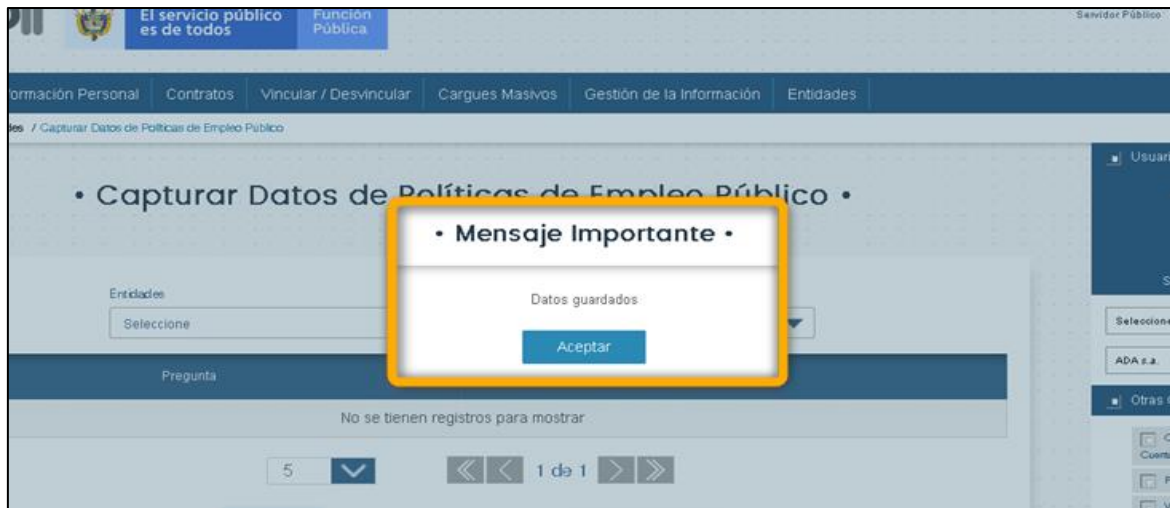 El servicio público
es de todos
Función
Pública
Servidor Público
Información Personal Contratos Vincular / Desvincular Cargues Masivos Gestión de la Información Entidades
/ Capturar Datos de Políticas de Empleo Público
• Capturar Datos de Políticas de Empleo Público •
• Mensaje Importante •
Datos guardados
Aceptar
Entidades
Seleccione
Pregunta
No se tienen registros para mostrar
5
1 de 1
Seleccione
ADA s.a.
Otras